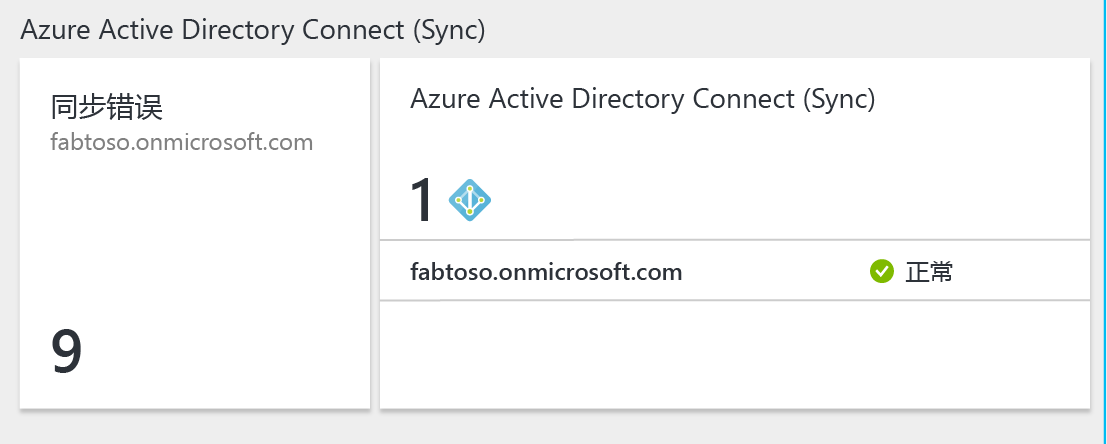 Azure Active Directory Connect (Sync)
同步错误
fabtoso.onmicrosoft.com
9
Azure Active Directory Connect (Sync)
1
fabtoso.onmicrosoft.com 正常